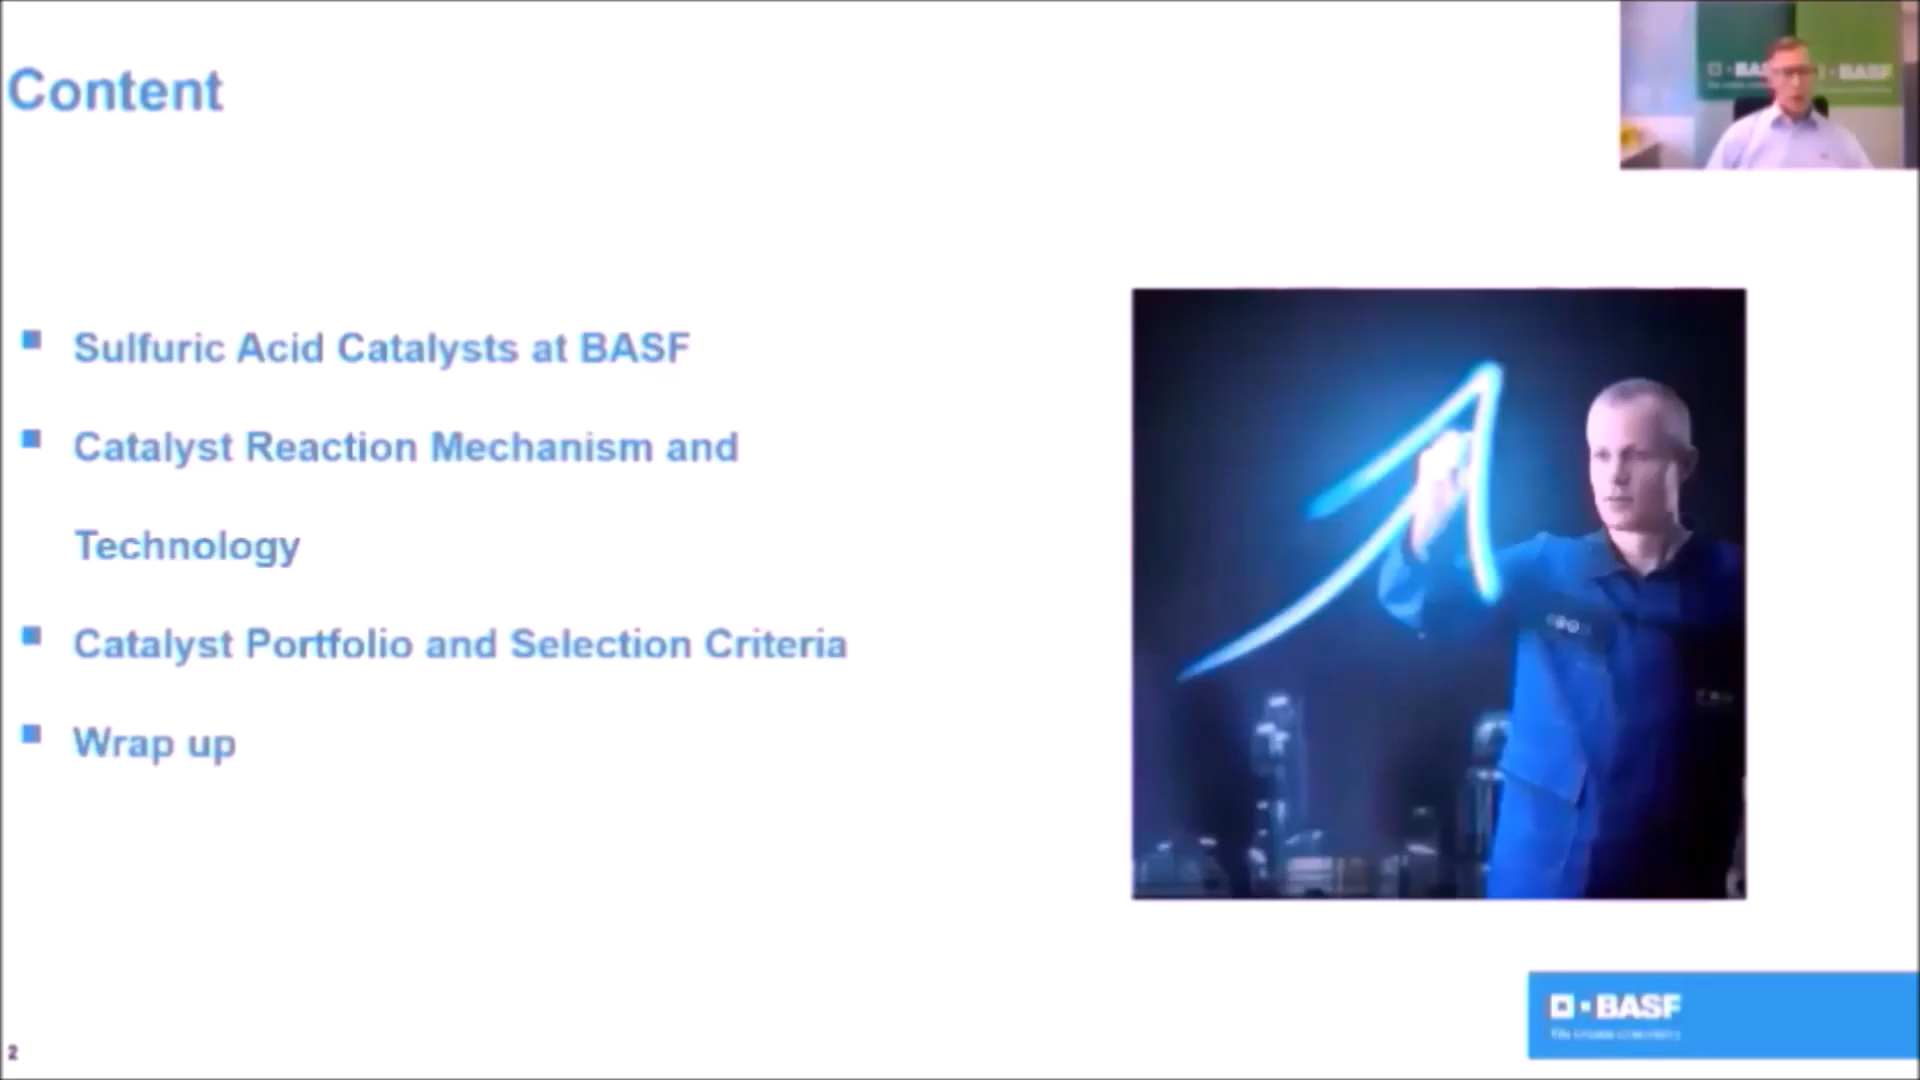 Content
BASF
Sulfuric Acid Catalysts at BASF
Catalyst Reaction Mechanism and
Technology
Catalyst Portfolio and Selection Criteria
Wrap up
BASF
2